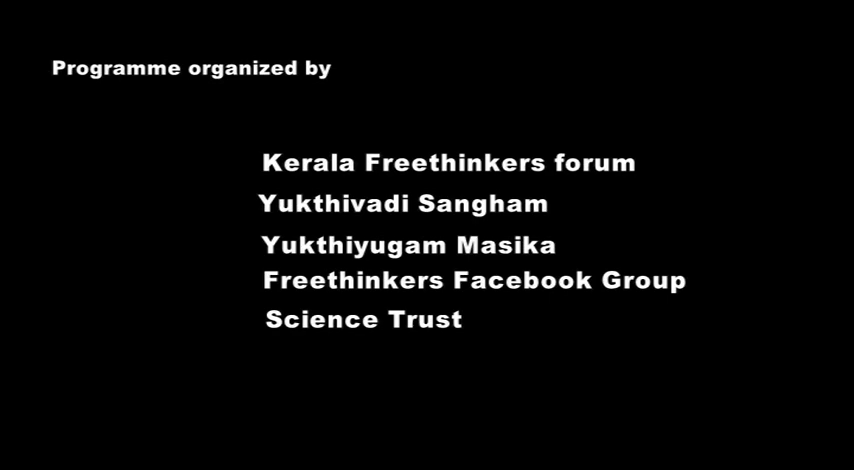 Programme organized by
Kerala Freethinkers forum
Yukthivadi Sangham
Yukthiyugam Masika
Freethinkers Facebook Group
Science Trust